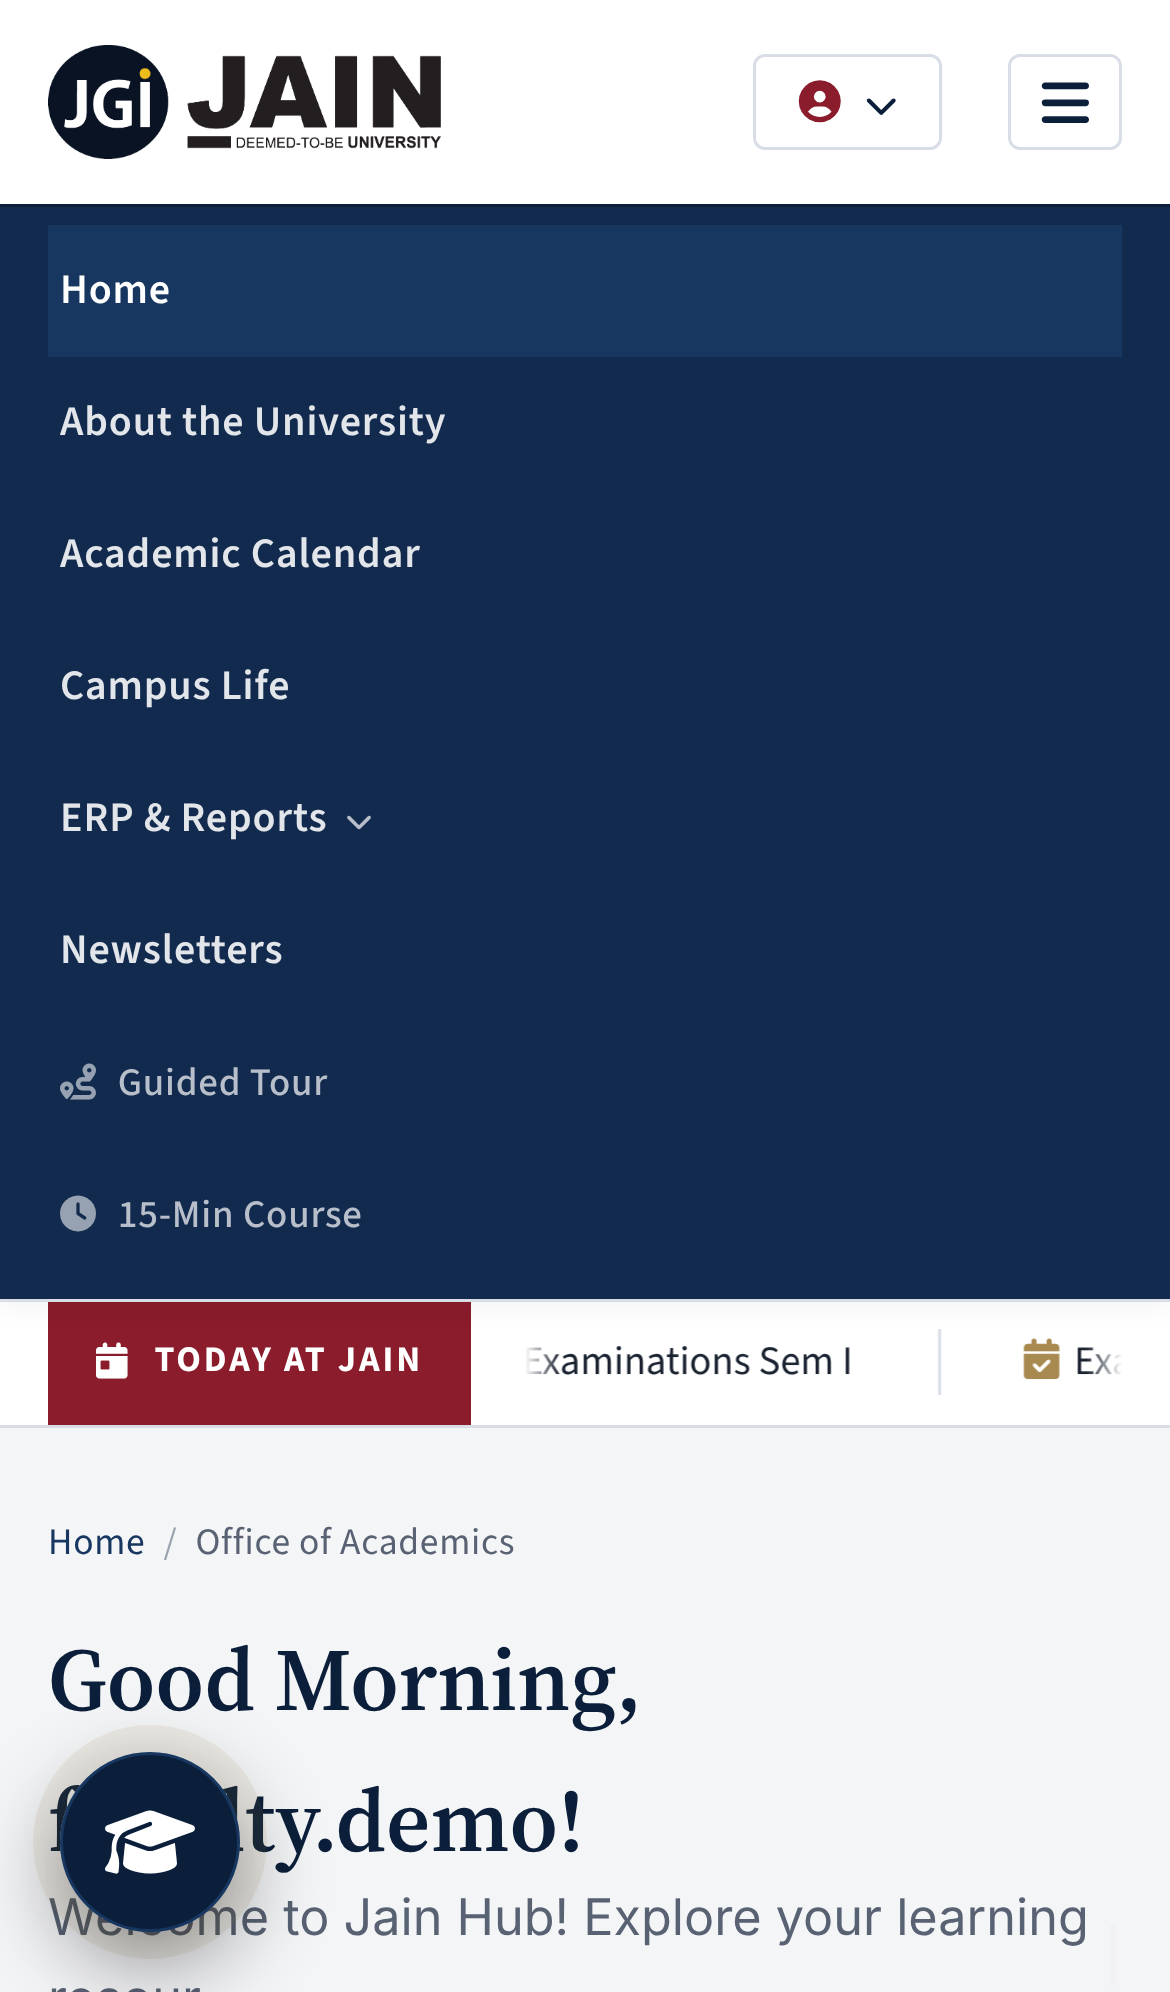 JGi JAIN
DEEMED-TO-BE UNIVERSITY
Home
About the University
Academic Calendar
Campus Life
ERP & Reports
Newsletters
Guided Tour
15-Min Course
TODAY AT JAIN Examinations Sem I
Home / Office of Academics
Good Morning,
ty.demo!
to Jain Hub! Explore your learning